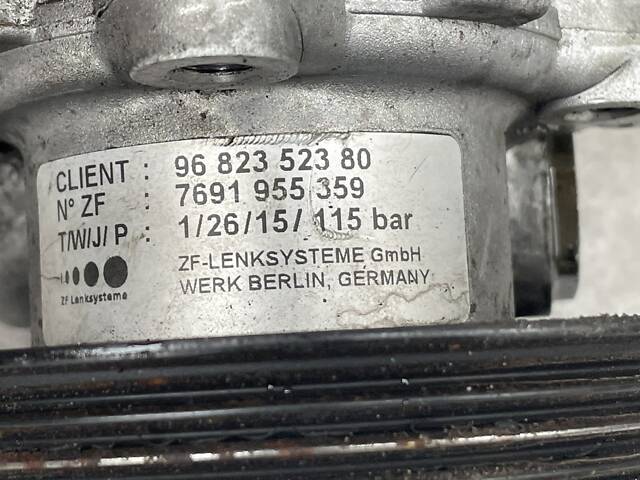 CLIENT : 96 823 523 80
N° ZF : 7691 955 359
T/W/J/ P : 1/26/15/ 115 bar
ZF-LENKSYSTEME GmbH
WERK BERLIN, GERMANY
ZF Lenksysteme